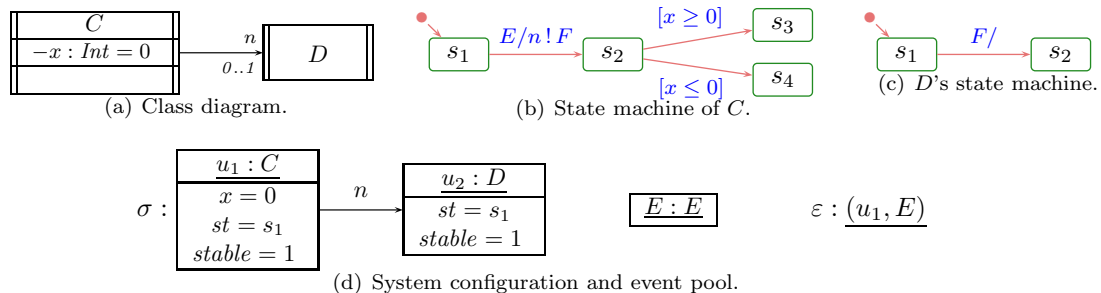 C
−x : Int = 0
n
0..1
D
(a) Class diagram.
s₁
E/n ! F
s₂
[x ≥ 0]
s₃
[x ≤ 0]
s₄
(b) State machine of C.
s₁
F/
s₂
(c) D's state machine.
σ :
u₁ : C
x = 0
st = s₁
stable = 1
n
u₂ : D
st = s₁
stable = 1
E : E
ε : (u₁, E)
(d) System configuration and event pool.